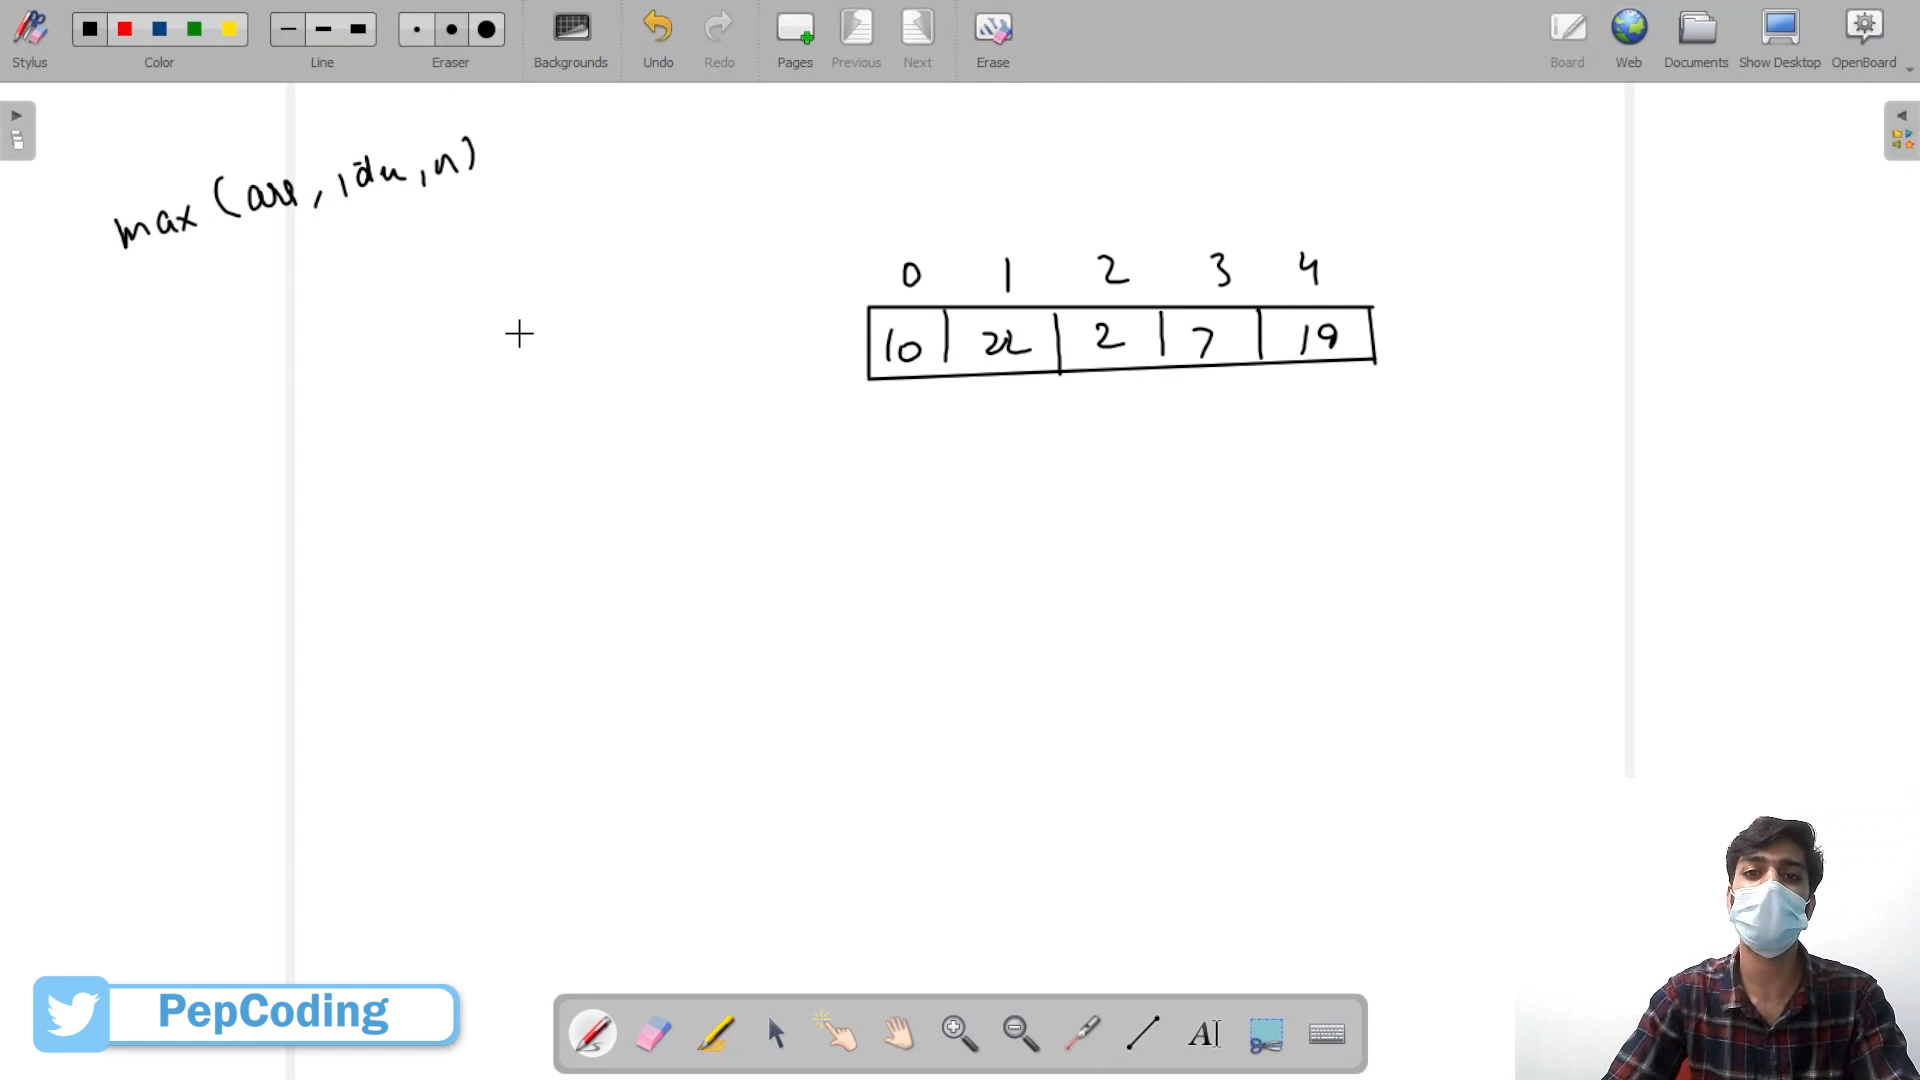 Stylus Color Line Eraser Backgrounds Undo Redo Pages Previous Next Erase Board Web Documents Show Desktop OpenBoard
max (arr, idx, n)
0 1 2 3 4
10 22 2 7 19
PepCoding
A